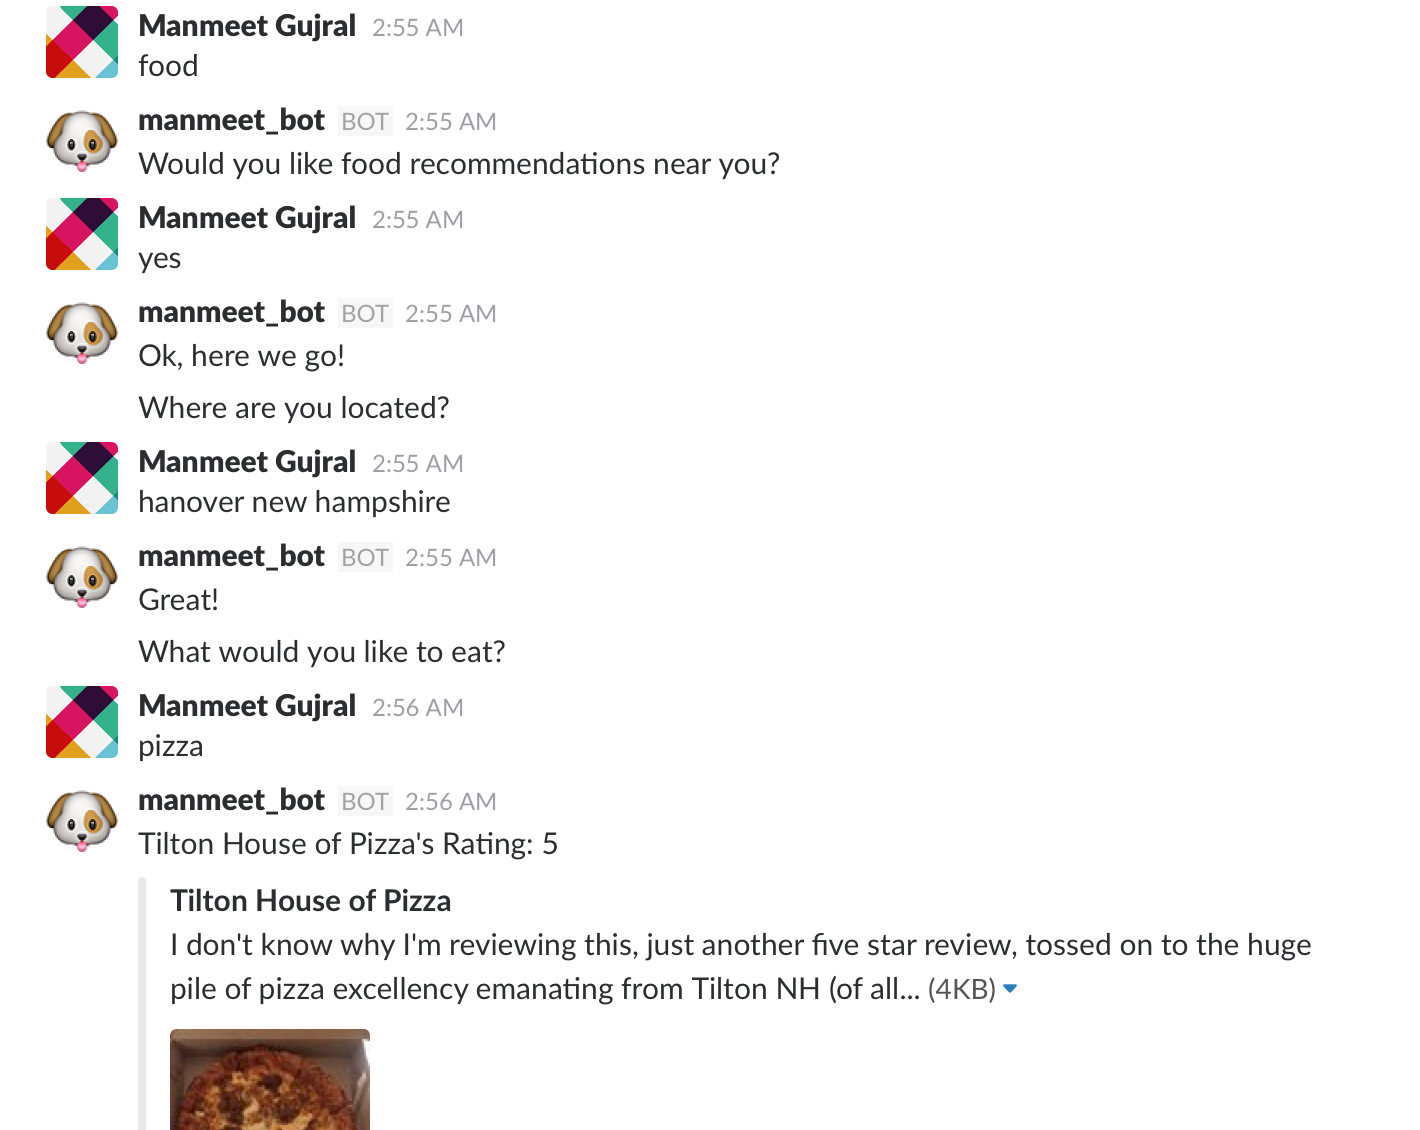 Manmeet Gujral 2:55 AM
food
manmeet_bot BOT 2:55 AM
Would you like food recommendations near you?
Manmeet Gujral 2:55 AM
yes
manmeet_bot BOT 2:55 AM
Ok, here we go!
Where are you located?
Manmeet Gujral 2:55 AM
hanover new hampshire
manmeet_bot BOT 2:55 AM
Great!
What would you like to eat?
Manmeet Gujral 2:56 AM
pizza
manmeet_bot BOT 2:56 AM
Tilton House of Pizza's Rating: 5
Tilton House of Pizza
I don't know why I'm reviewing this, just another five star review, tossed on to the huge
pile of pizza excellency emanating from Tilton NH (of all... (4KB)